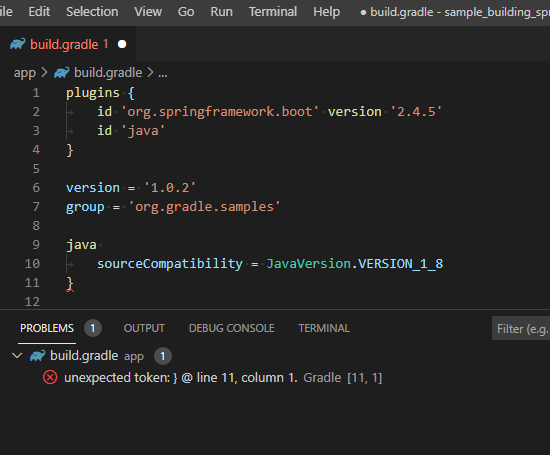 ile Edit Selection View Go Run Terminal Help ● build.gradle - sample_building_sp
build.gradle 1 ●
app > build.gradle > ...
1 plugins {
2 id 'org.springframework.boot' version '2.4.5'
3 id 'java'
4 }
5
6 version = '1.0.2'
7 group = 'org.gradle.samples'
8
9 java
10 sourceCompatibility = JavaVersion.VERSION_1_8
11 }
12
PROBLEMS 1 OUTPUT DEBUG CONSOLE TERMINAL Filter (e.g.
build.gradle app 1
unexpected token: } @ line 11, column 1. Gradle [11, 1]